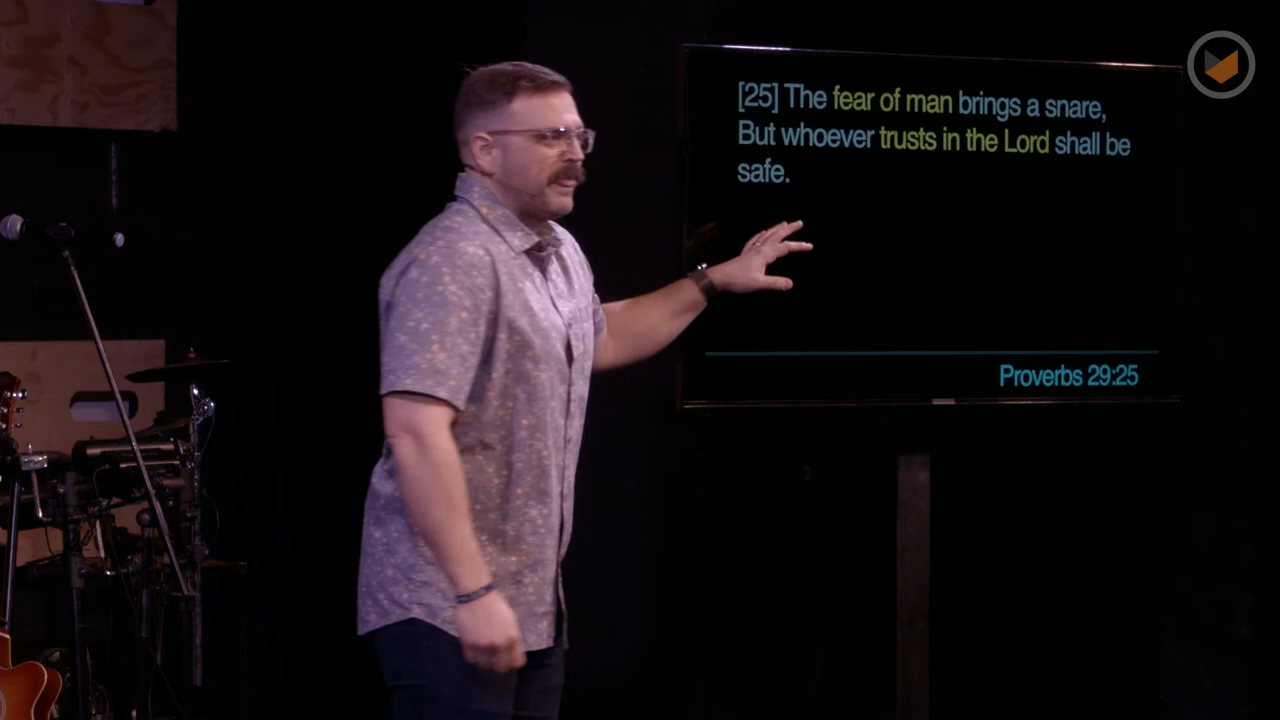 [25] The fear of man brings a snare,
But whoever trusts in the Lord shall be
safe.
Proverbs 29:25